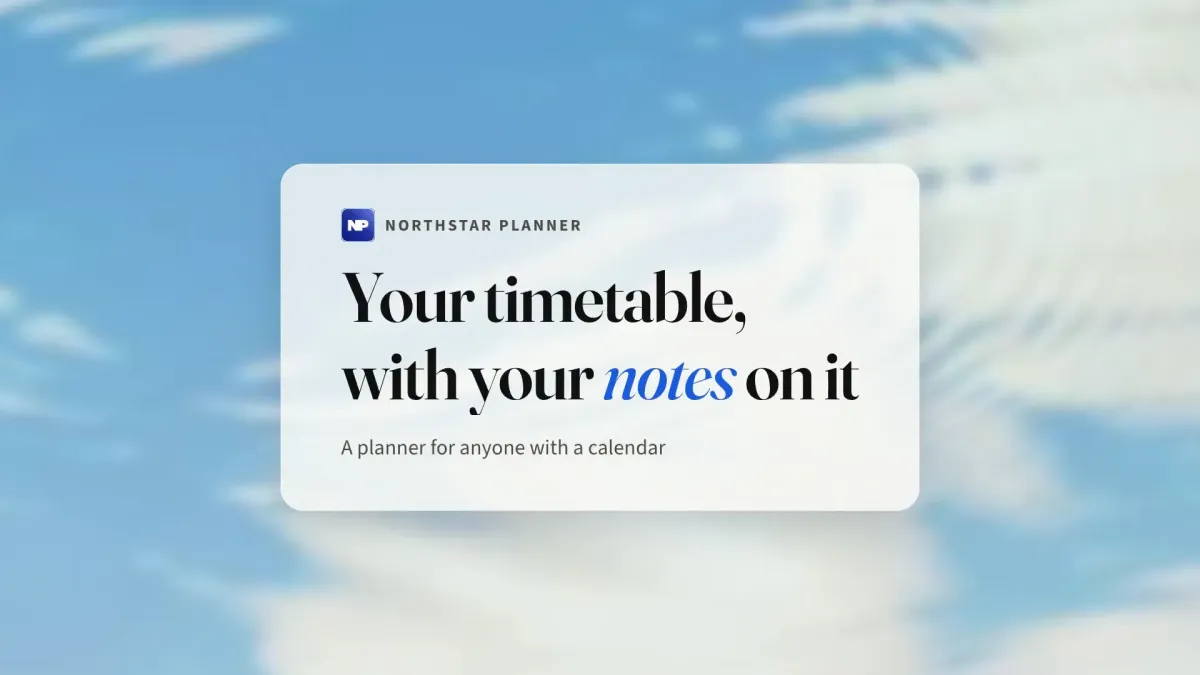 NP NORTHSTAR PLANNER
Your timetable,
with your notes on it
A planner for anyone with a calendar